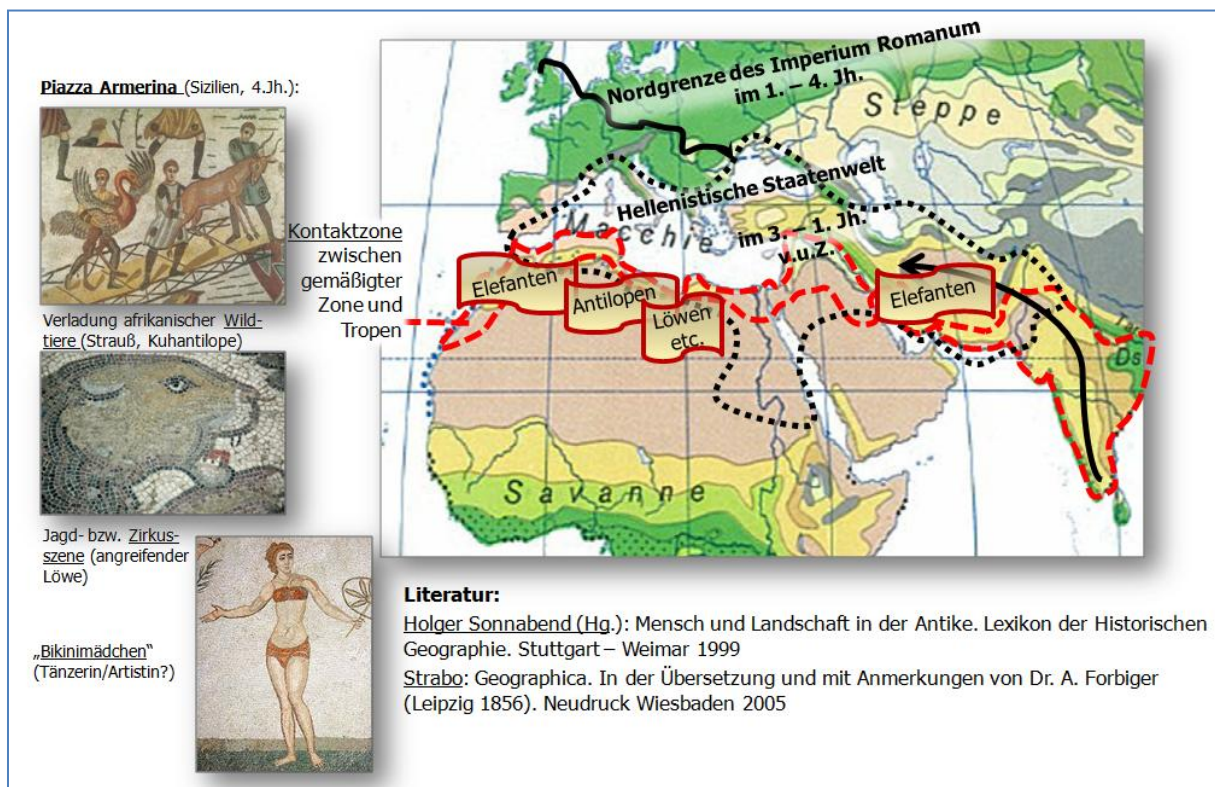 Piazza Armerina (Sizilien, 4.Jh.):
Verladung afrikanischer Wild-
tiere (Strauß, Kuhantilope)
Jagd- bzw. Zirkus-
szene (angreifender
Löwe)
„Bikinimädchen“
(Tänzerin/Artistin?)
Kontaktzone
zwischen
gemäßigter
Zone und
Tropen
Nordgrenze des Imperium Romanum
im 1. – 4. Jh.
Steppe
Hellenistische Staatenwelt
im 3. – 1. Jh.
v.u.Z.
Macchie
Elefanten
Antilopen
Löwen
etc.
Elefanten
Ds
Savanne
Literatur:
Holger Sonnabend (Hg.): Mensch und Landschaft in der Antike. Lexikon der Historischen
Geographie. Stuttgart – Weimar 1999
Strabo: Geographica. In der Übersetzung und mit Anmerkungen von Dr. A. Forbiger
(Leipzig 1856). Neudruck Wiesbaden 2005